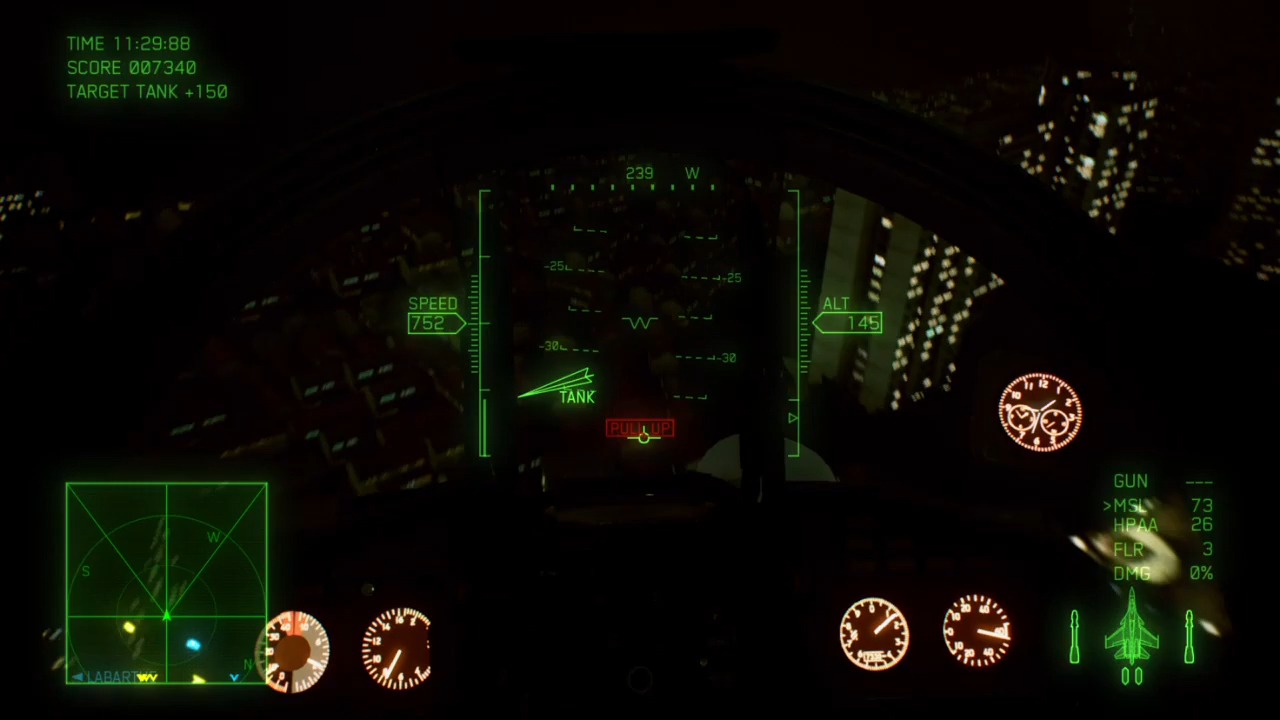 TIME 11:29:88
SCORE 007340
TARGET TANK +150
239 W
-25 -25
SPEED
752
ALT
145
-30 -30
TANK
PULL UP
GUN ---
>MSL 73
HPAA 26
FLR 3
DMG 0%
W
S
N